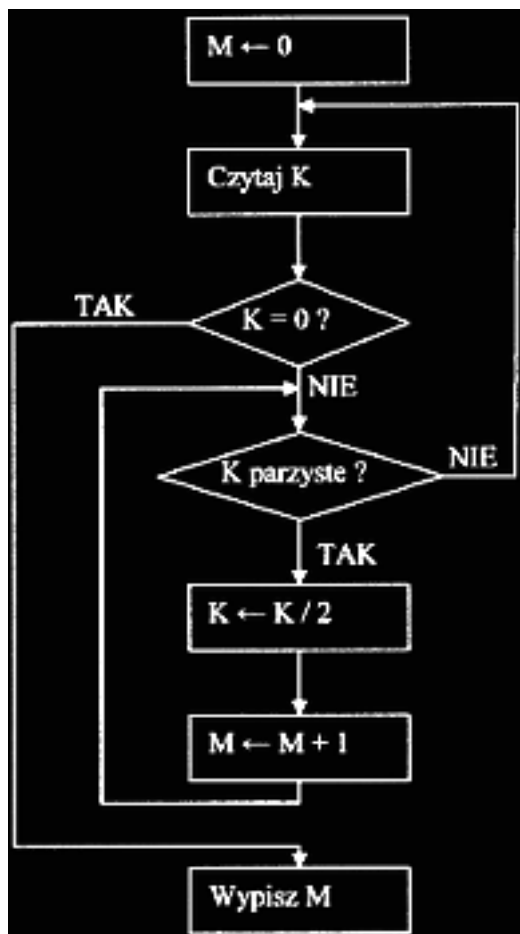 M ← 0
Czytaj K
TAK
K = 0 ?
NIE
K parzyste ?
NIE
TAK
K ← K / 2
M ← M + 1
Wypisz M